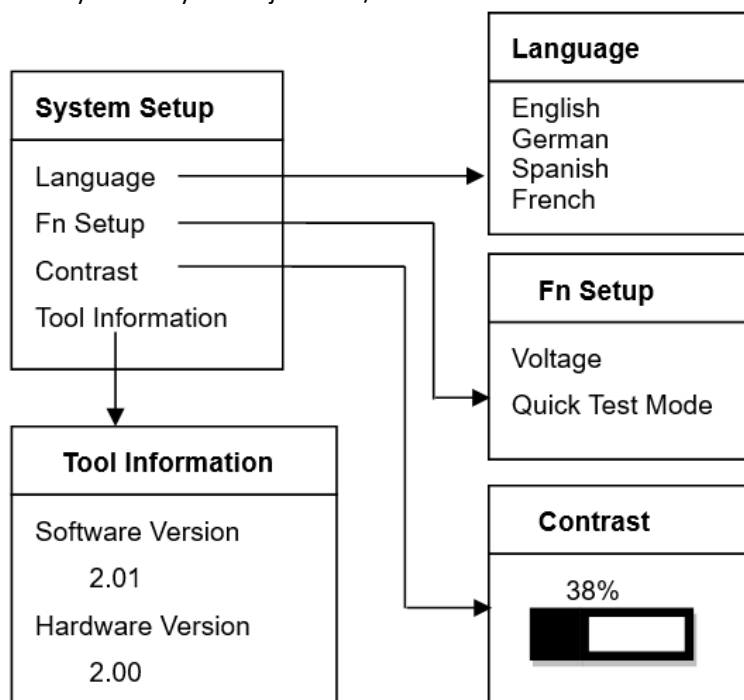 System Setup
Language
Fn Setup
Contrast
Tool Information
Language
English
German
Spanish
French
Fn Setup
Voltage
Quick Test Mode
Tool Information
Software Version
2.01
Hardware Version
2.00
Contrast
38%